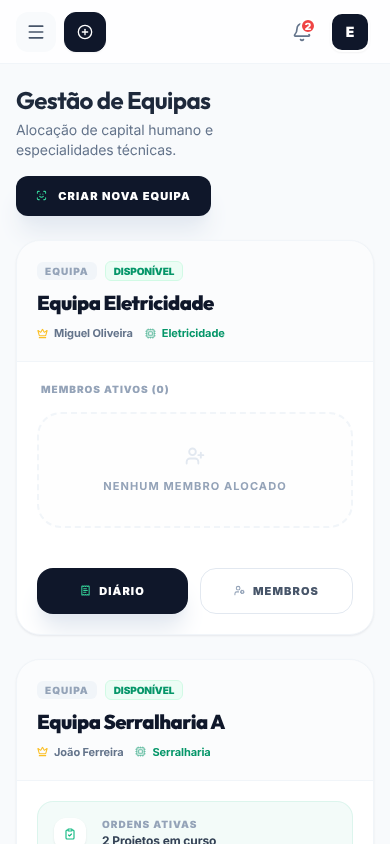 2
E
Gestão de Equipas
Alocação de capital humano e
especialidades técnicas.
CRIAR NOVA EQUIPA
EQUIPA DISPONÍVEL
Equipa Eletricidade
Miguel Oliveira Eletricidade
MEMBROS ATIVOS (0)
NENHUM MEMBRO ALOCADO
DIÁRIO MEMBROS
EQUIPA DISPONÍVEL
Equipa Serralharia A
João Ferreira Serralharia
ORDENS ATIVAS
2 Projetos em curso